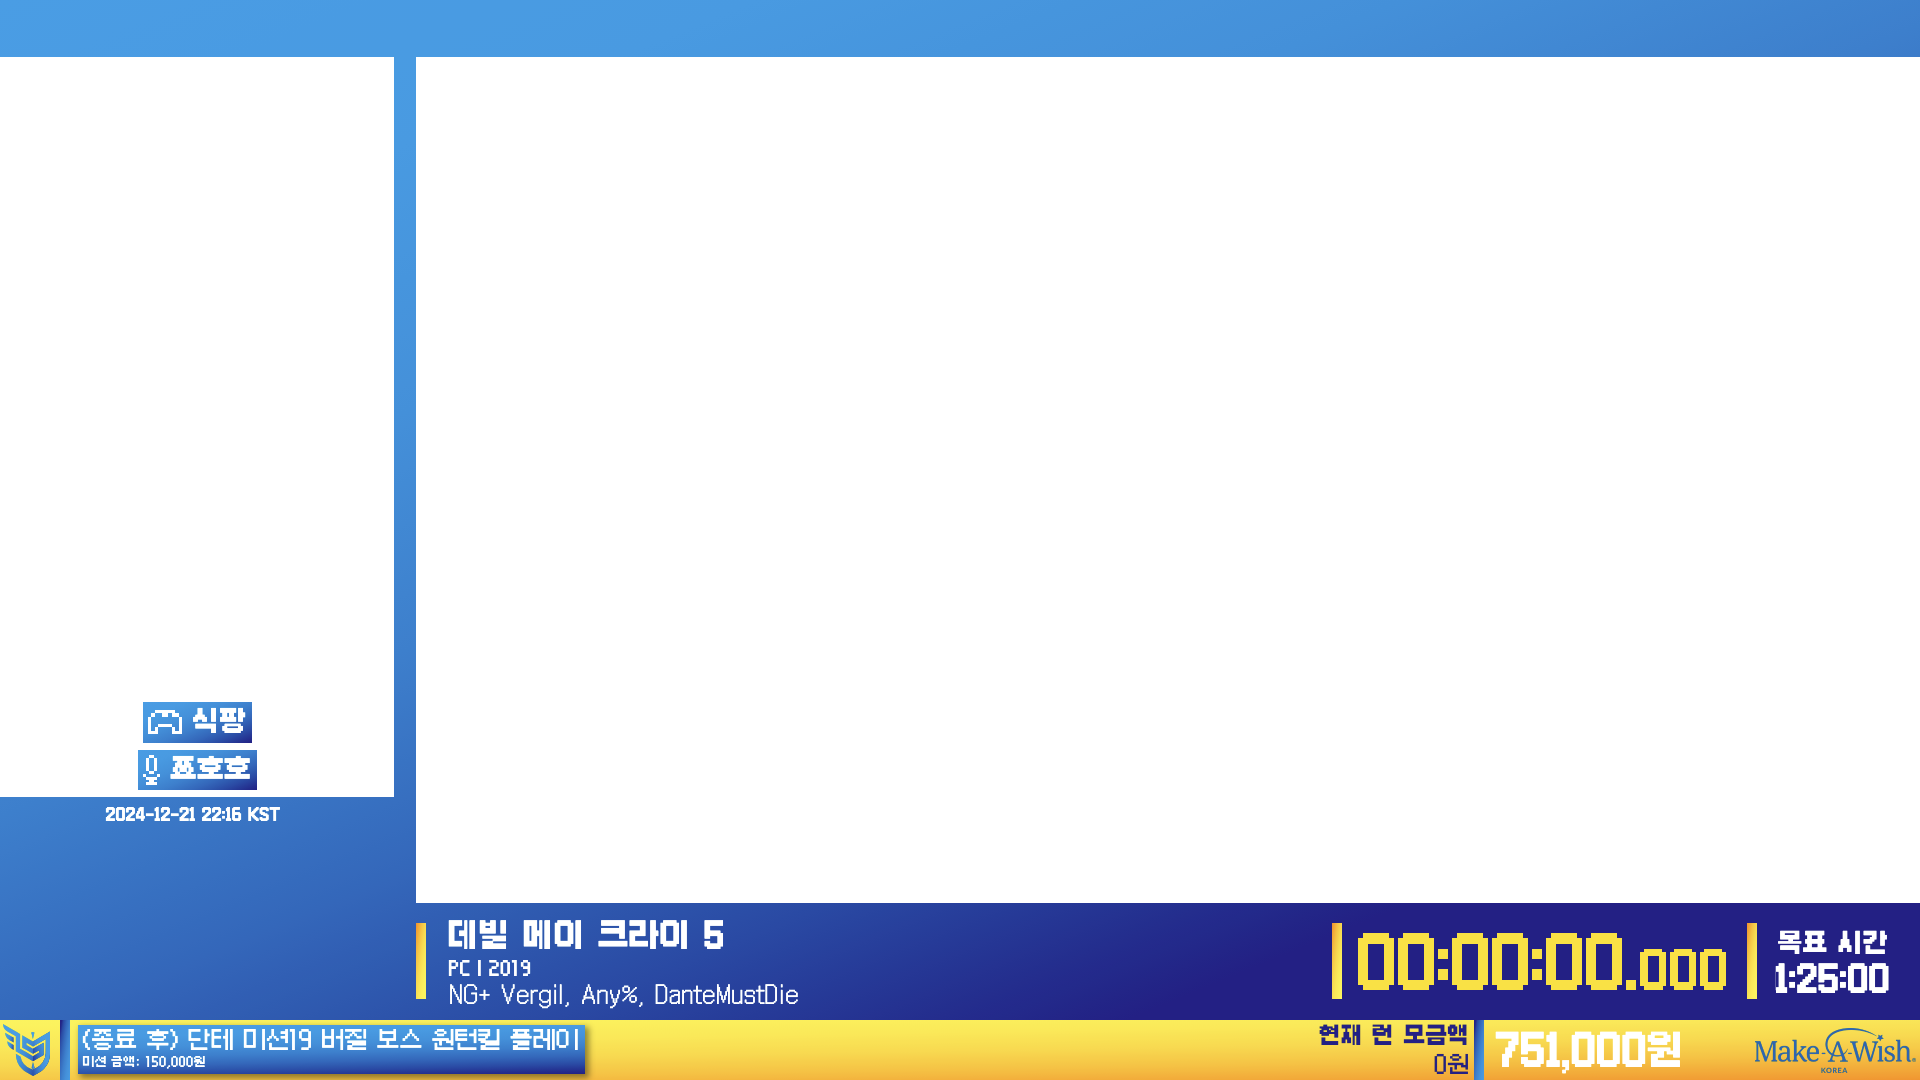 식팡
죠호호
2024-12-21 22:16 KST
데빌 메이 크라이 5
PC | 2019
NG+ Vergil, Any%, DanteMustDie
00:00:00.000
목표 시간
1:25:00
(종료 후) 단테 미션19 버질 보스 원턴킬 플레이
미션 금액: 150,000원
현재 런 모금액
0원
751,000원
Make-A-Wish.
KOREA